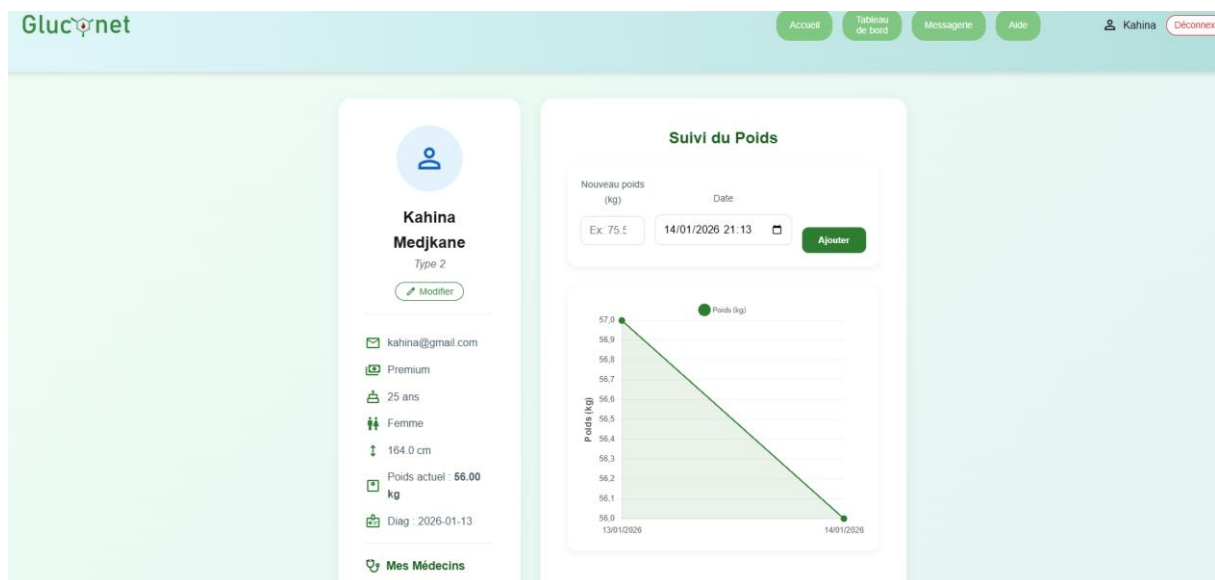 Gluconet
Accueil
Tableau
de bord
Messagerie
Aide
Kahina
Déconnex
Kahina
Medjkane
Type 2
Modifier
kahina@gmail.com
Premium
25 ans
Femme
164.0 cm
Poids actuel : 56.00
kg
Diag : 2026-01-13
Mes Médecins
Suivi du Poids
Nouveau poids
(kg)
Date
Ex: 75.5
14/01/2026 21:13
Ajouter
Poids (kg)
Poids (kg)
57,0
56,9
56,8
56,7
56,6
56,5
56,4
56,3
56,2
56,1
56,0
13/01/2026
14/01/2026